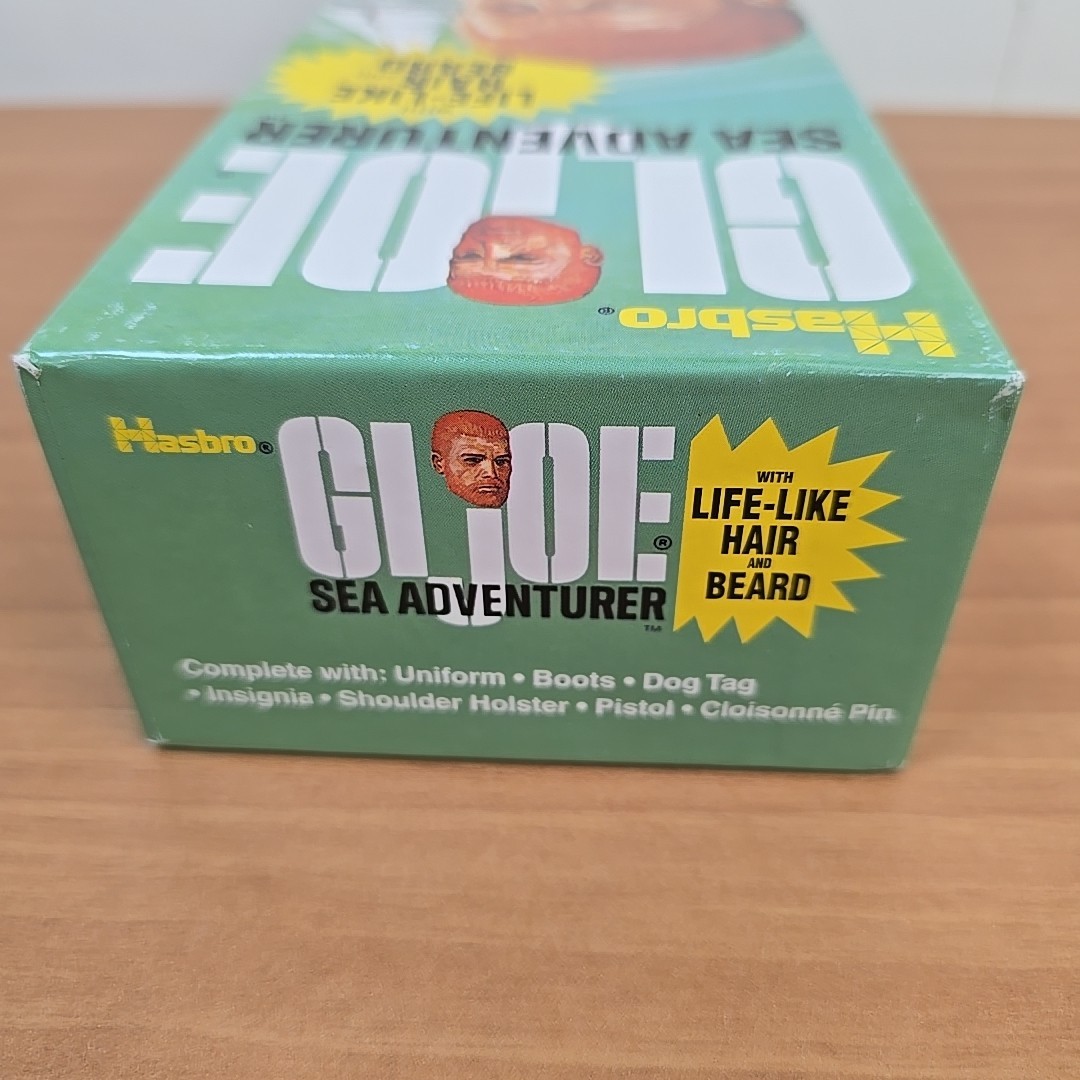 LIFE-LIKE
HAIR
BEARD
SEA ADVENTURER
GI JOE
Hasbro®
Hasbro®
GI JOE®
SEA ADVENTURER™
WITH
LIFE-LIKE
HAIR
AND
BEARD
Complete with: Uniform • Boots • Dog Tag
• Insignia • Shoulder Holster • Pistol • Cloisonné Pin